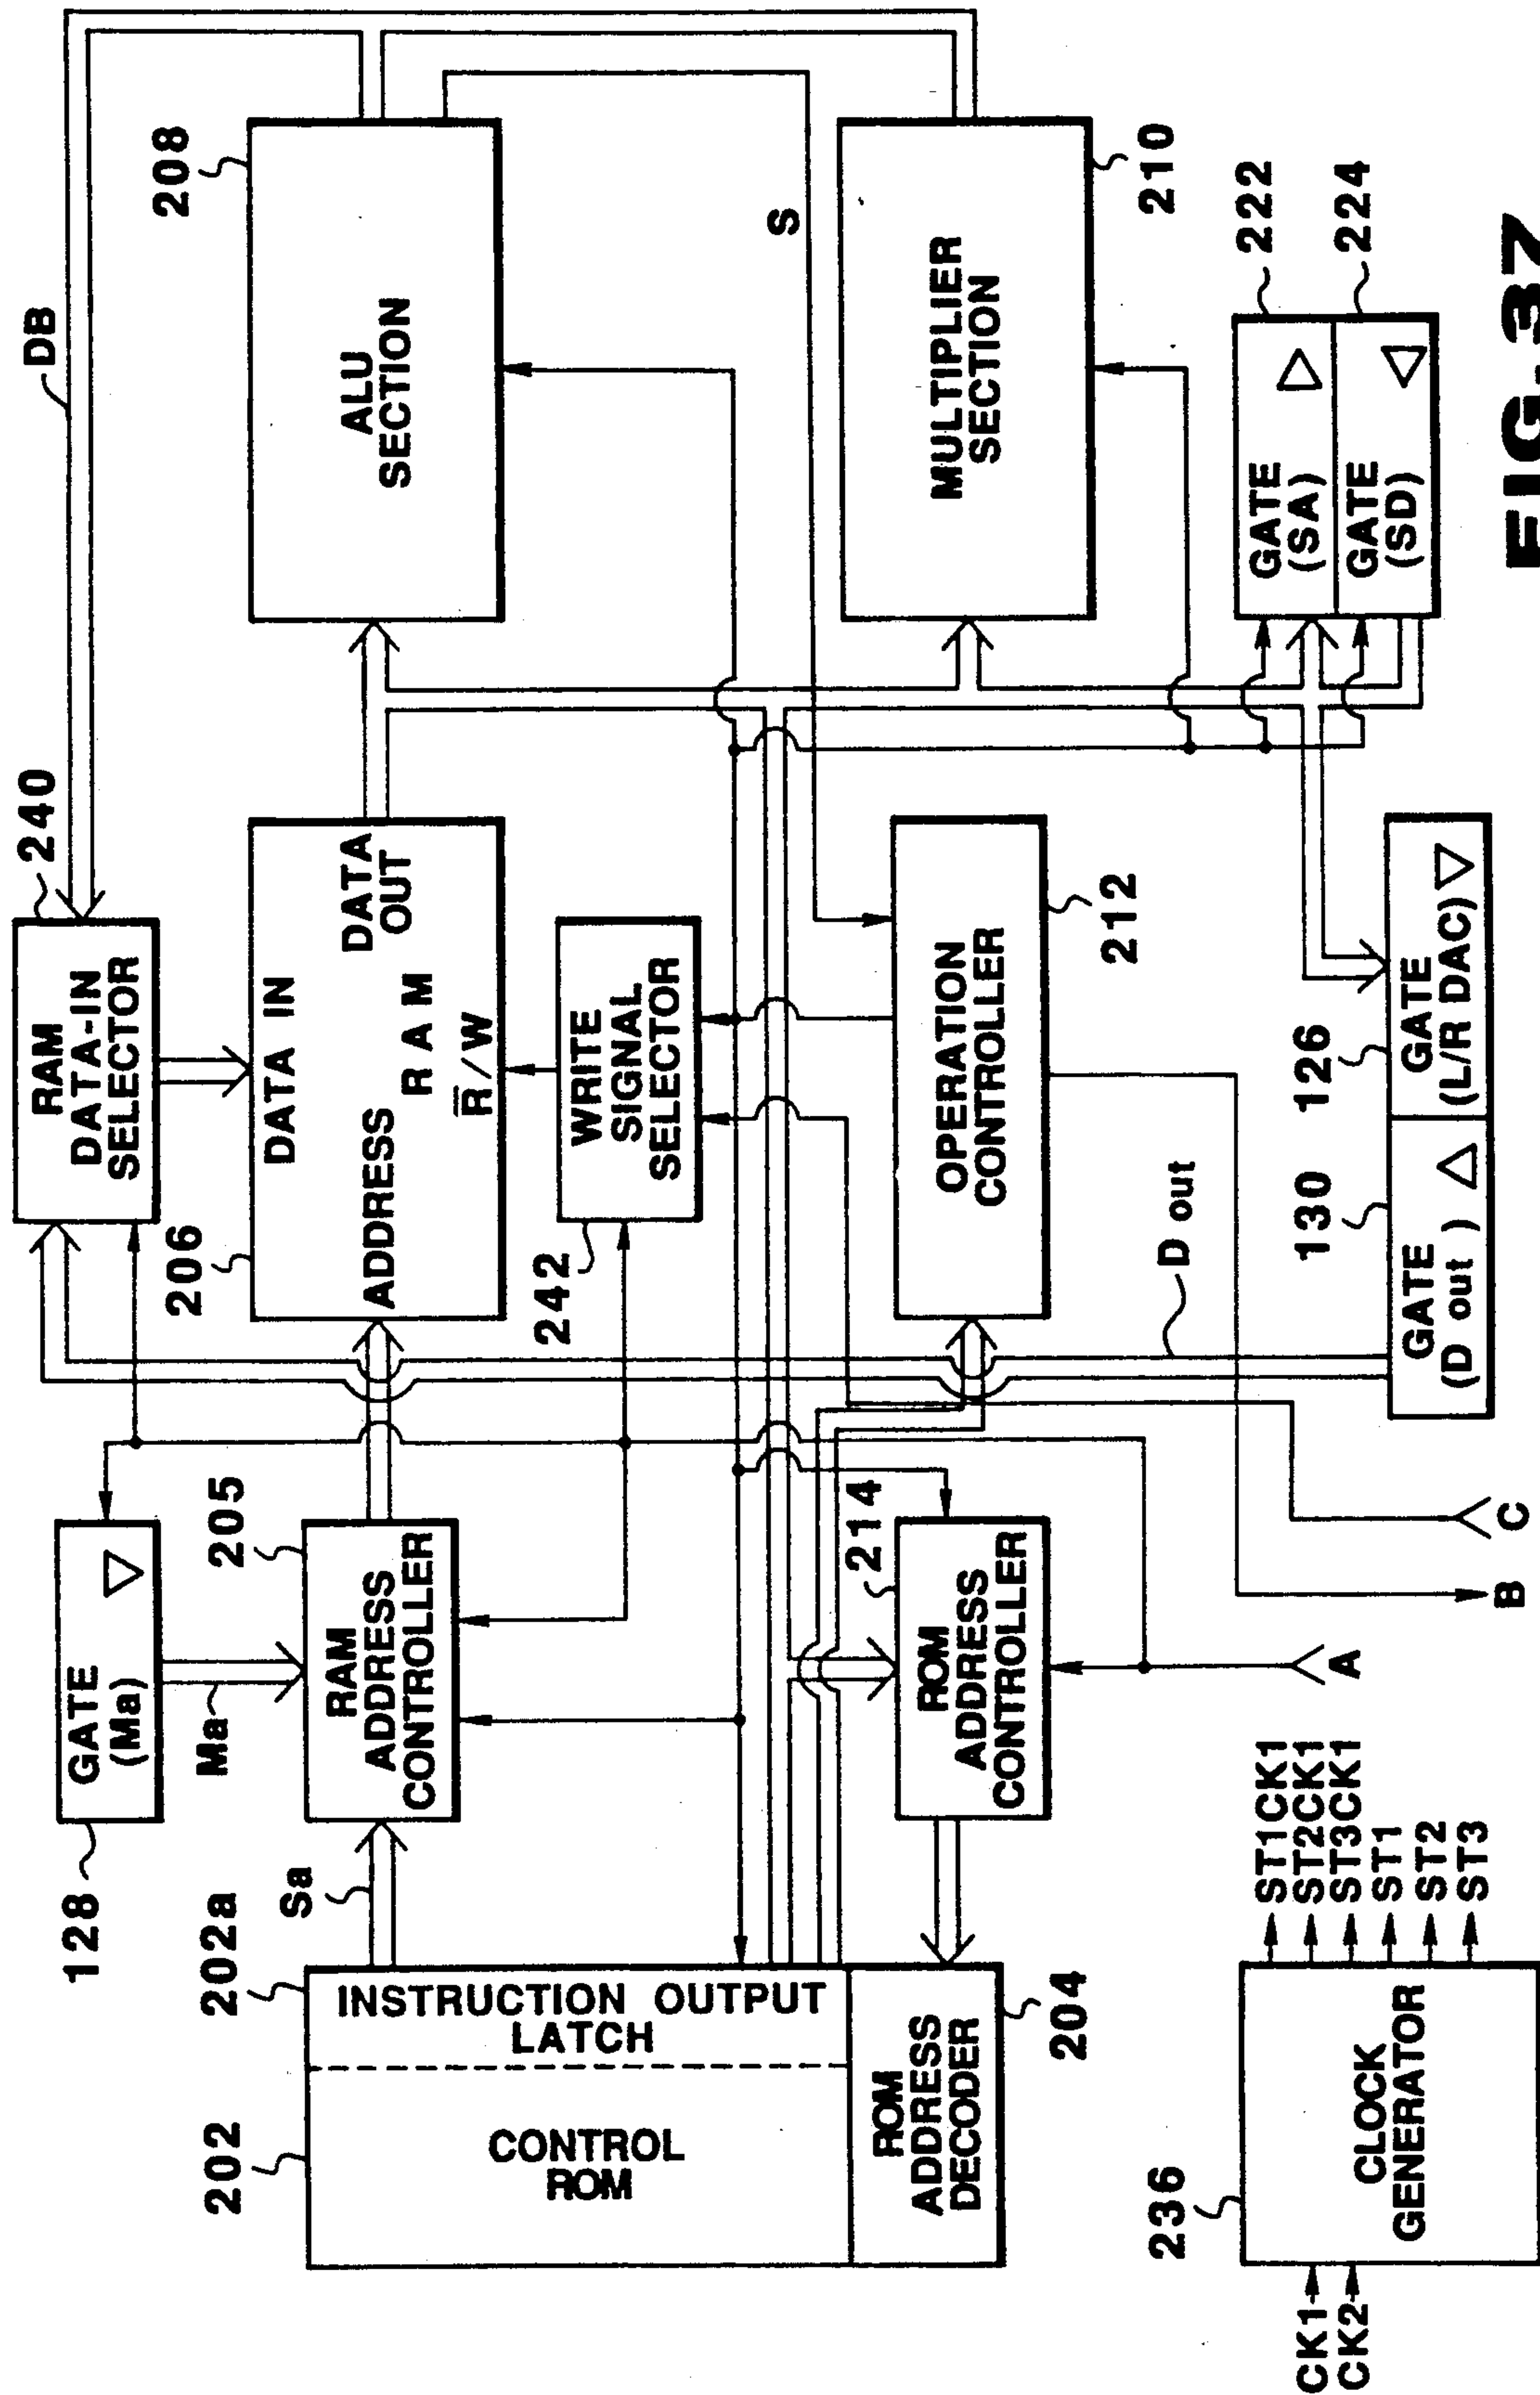 128
GATE
(Ma)
Ma
240
RAM
DATA-IN
SELECTOR
DB
202
202a
CONTROL
ROM
INSTRUCTION OUTPUT
LATCH
Sa
205
RAM
ADDRESS
CONTROLLER
206
DATA IN
ADDRESS
DATA
OUT
R A M
R̅/W
208
ALU
SECTION
242
WRITE
SIGNAL
SELECTOR
S
ROM
ADDRESS
DECODER
204
214
ROM
ADDRESS
CONTROLLER
OPERATION
CONTROLLER
212
MULTIPLIER
SECTION
210
D out
236
CK1
CK2
CLOCK
GENERATOR
ST1CK1
ST2CK1
ST3CK1
ST1
ST2
ST3
A
B
C
130
GATE
(D out )
126
GATE
(L/R DAC)
GATE
(SA)
222
GATE
(SD)
224
FIG.37